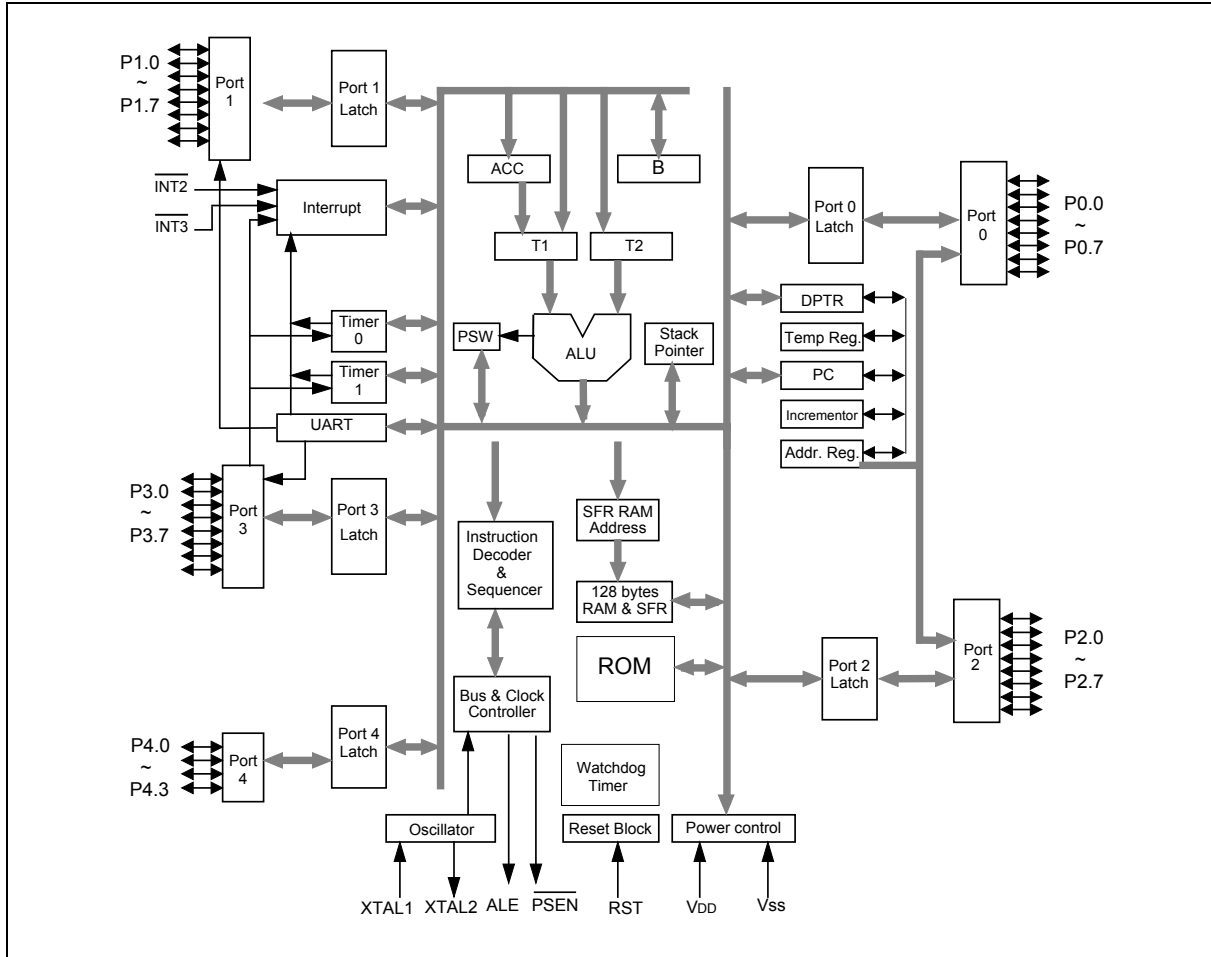 P1.0
~
P1.7
Port
1
Port 1
Latch
INT2
INT3
Interrupt
ACC
B
T1
T2
Port 0
Latch
Port
0
P0.0
~
P0.7
Timer
0
Timer
1
UART
PSW
ALU
Stack
Pointer
DPTR
Temp Reg.
PC
Incrementor
Addr. Reg.
P3.0
~
P3.7
Port
3
Port 3
Latch
Instruction
Decoder
&
Sequencer
SFR RAM
Address
128 bytes
RAM & SFR
ROM
Port 2
Latch
Port
2
P2.0
~
P2.7
Bus & Clock
Controller
P4.0
~
P4.3
Port
4
Port 4
Latch
Watchdog
Timer
Oscillator
Reset Block
Power control
XTAL1
XTAL2
ALE
PSEN
RST
VDD
Vss